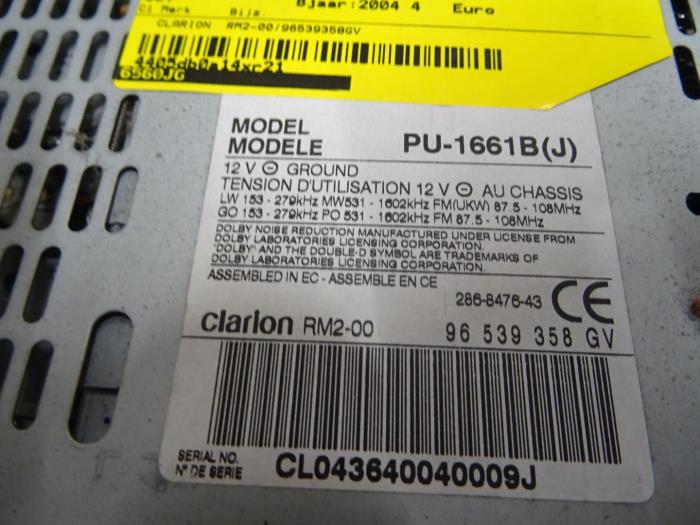 Bjaar:2004 4 Euro
Cl Merk Bijz.
CLARION RM2-00/96539358GV
4405db0r14xr21
6560JG
MODEL
MODELE PU-1661B(J)
12 V ⊖ GROUND
TENSION D'UTILISATION 12 V ⊖ AU CHASSIS
LW 153 - 279kHz MW531 - 1602kHz FM(UKW) 87.5 - 108MHz
GO 153 - 279kHz PO 531 - 1602kHz FM 87.5 - 108MHz
DOLBY NOISE REDUCTION MANUFACTURED UNDER LICENSE FROM
DOLBY LABORATORIES LICENSING CORPORATION.
"DOLBY" AND THE DOUBLE-D SYMBOL ARE TRADEMARKS OF
DOLBY LABORATORIES LICENSING CORPORATION.
ASSEMBLED IN EC - ASSEMBLE EN CE
286-8476-43 CE
Clarion RM2-00 96 539 358 GV
SERIAL NO.
N° DE SERIE CL043640040009J